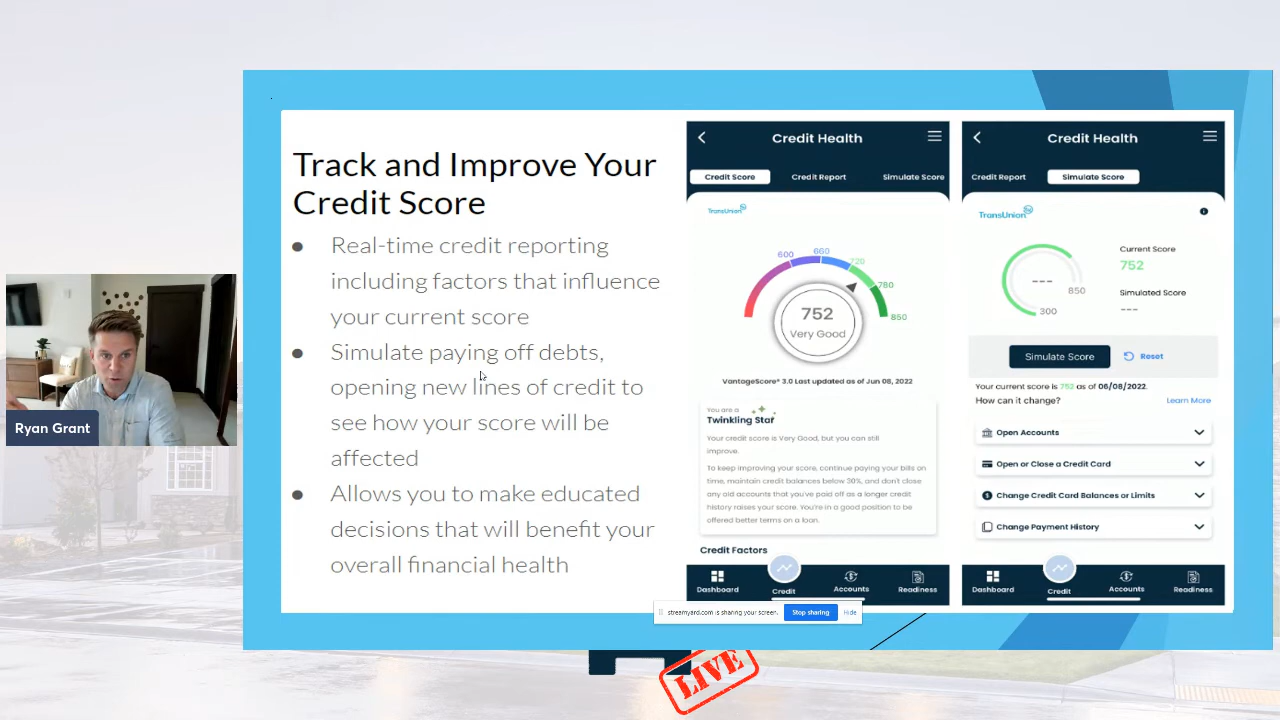 Track and Improve Your
Credit Score
● Real-time credit reporting
including factors that influence
your current score
● Simulate paying off debts,
opening new lines of credit to
see how your score will be
affected
● Allows you to make educated
decisions that will benefit your
overall financial health
Credit Health
Credit Score Credit Report Simulate Score
TransUnion
600 660 720 780 850
752
Very Good
VantageScore® 3.0 Last updated as of Jun 08, 2022
You are a
Twinkling Star
Your credit score is Very Good, but you can still
improve.
To keep improving your score, continue paying your bills on
time, maintain credit balances below 30%, and don't close
any old accounts that you've paid off as a longer credit
history raises your score. You're in a good position to be
offered better terms on a loan.
Credit Factors
Dashboard Credit Accounts Readiness
Credit Health
Credit Report Simulate Score
TransUnion
---
850
300
Current Score
752
Simulated Score
---
Simulate Score Reset
Your current score is 752 as of 06/08/2022.
How can it change? Learn More
Open Accounts
Open or Close a Credit Card
Change Credit Card Balances or Limits
Change Payment History
Dashboard Credit Accounts Readiness
streamyard.com is sharing your screen. Stop sharing Hide
Ryan Grant
LIVE